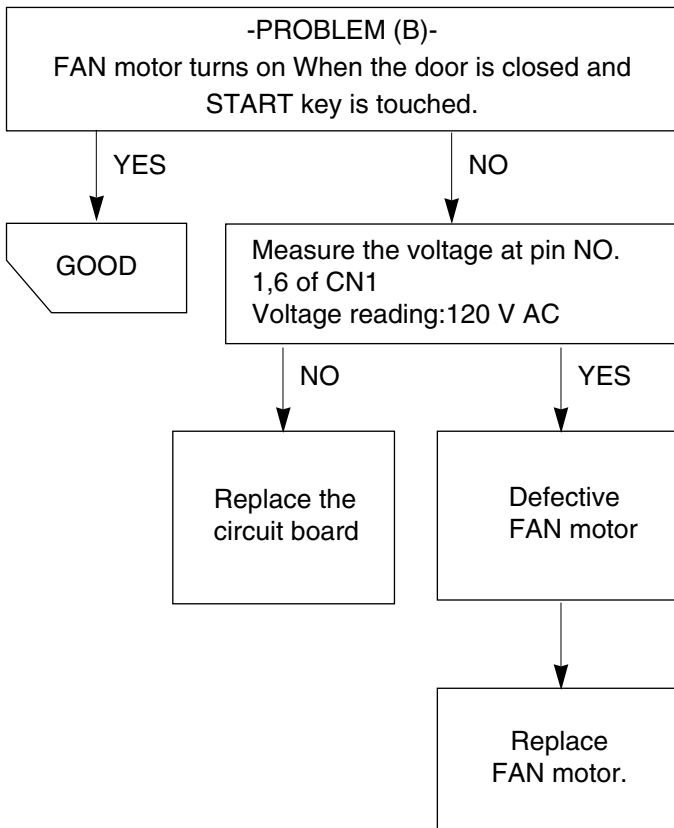 -PROBLEM (B)-
FAN motor turns on When the door is closed and
START key is touched.
YES
NO
GOOD
Measure the voltage at pin NO.
1,6 of CN1
Voltage reading:120 V AC
NO
YES
Replace the
circuit board
Defective
FAN motor
Replace
FAN motor.